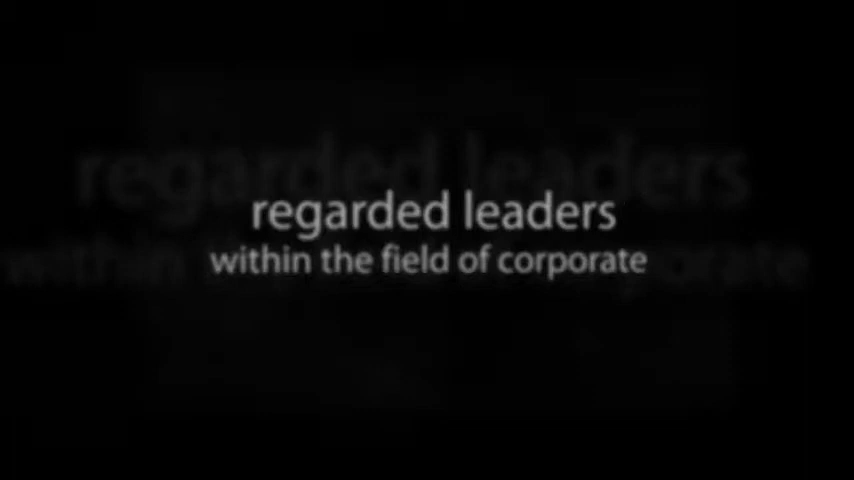 regarded leaders
within the field of corporate